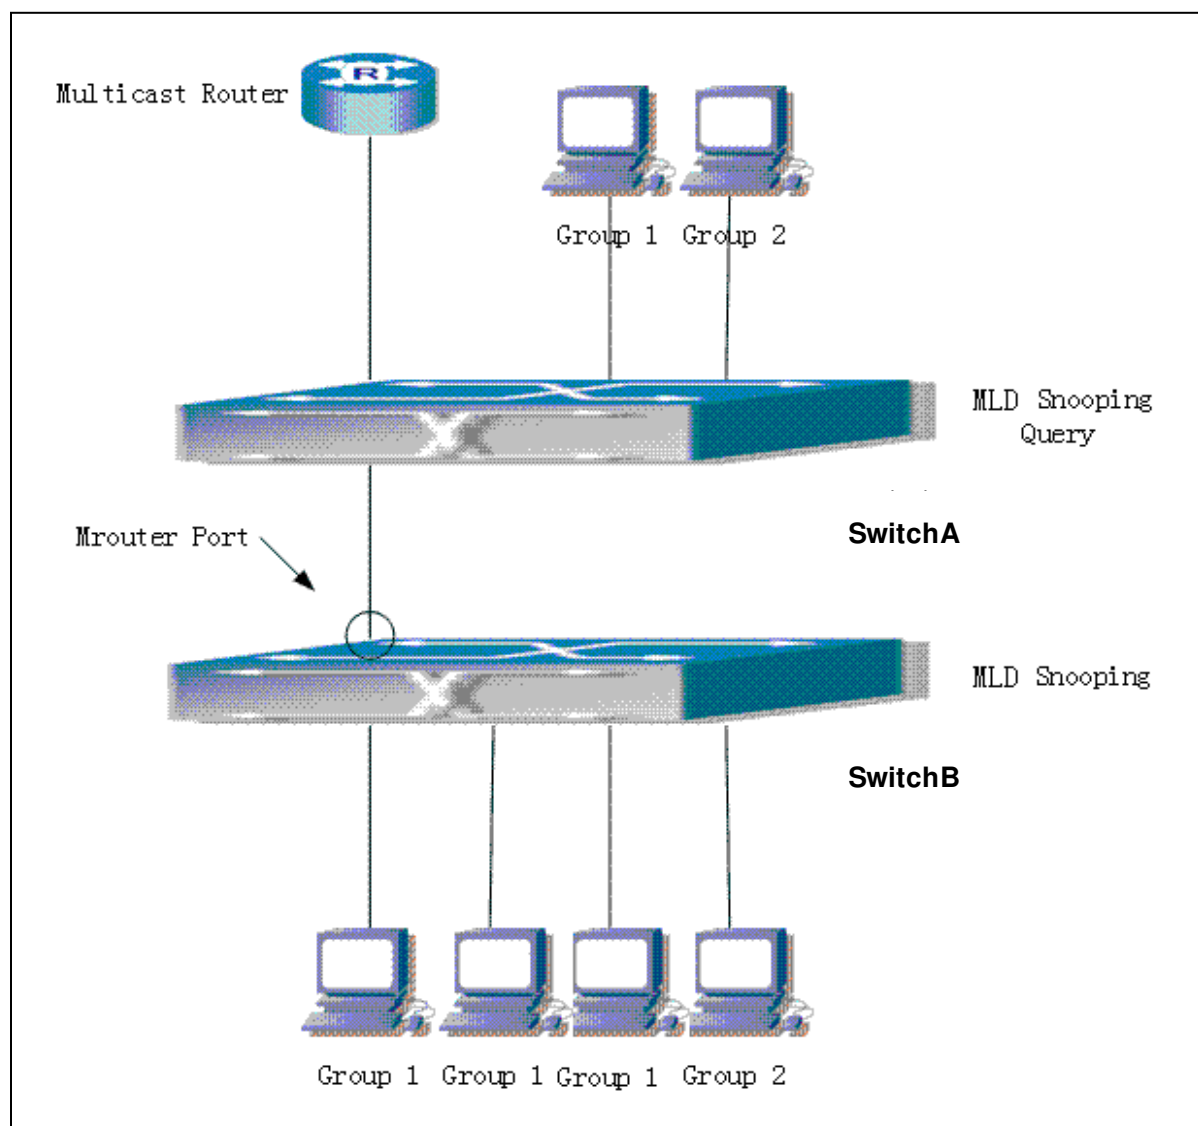 Multicast Router
R
Group 1 Group 2
MLD Snooping
Query
SwitchA
Mrouter Port
MLD Snooping
SwitchB
Group 1 Group 1 Group 1 Group 2